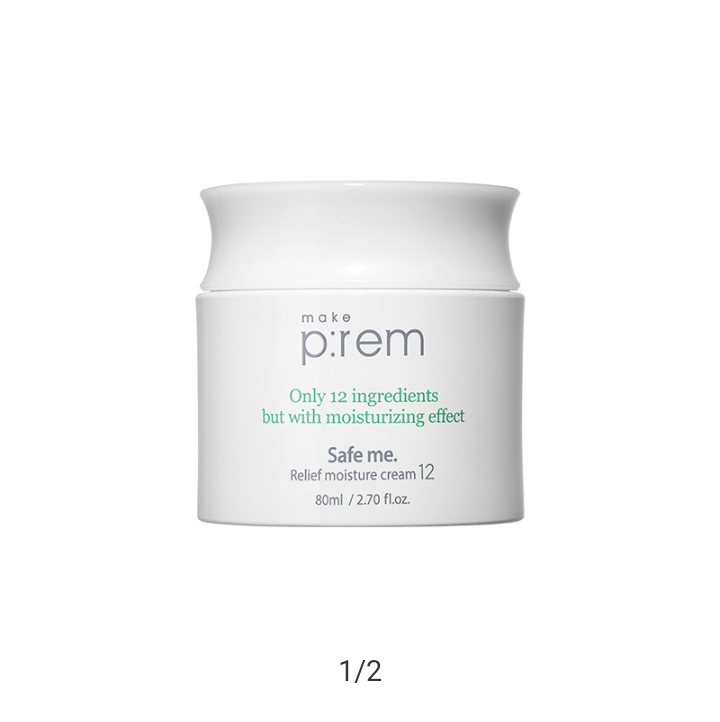 make
p:rem
Only 12 ingredients
but with moisturizing effect
Safe me.
Relief moisture cream 12
80ml / 2.70 fl.oz.
1/2